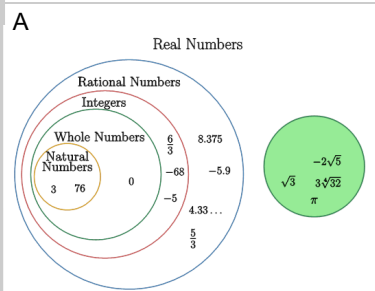 A
Real Numbers
Rational Numbers
Integers
Whole Numbers
Natural
Numbers
3 76
0
6/3
-68
-5
8.375
-5.9
4.33...
5/3
-2√5
√3 3∜32
π